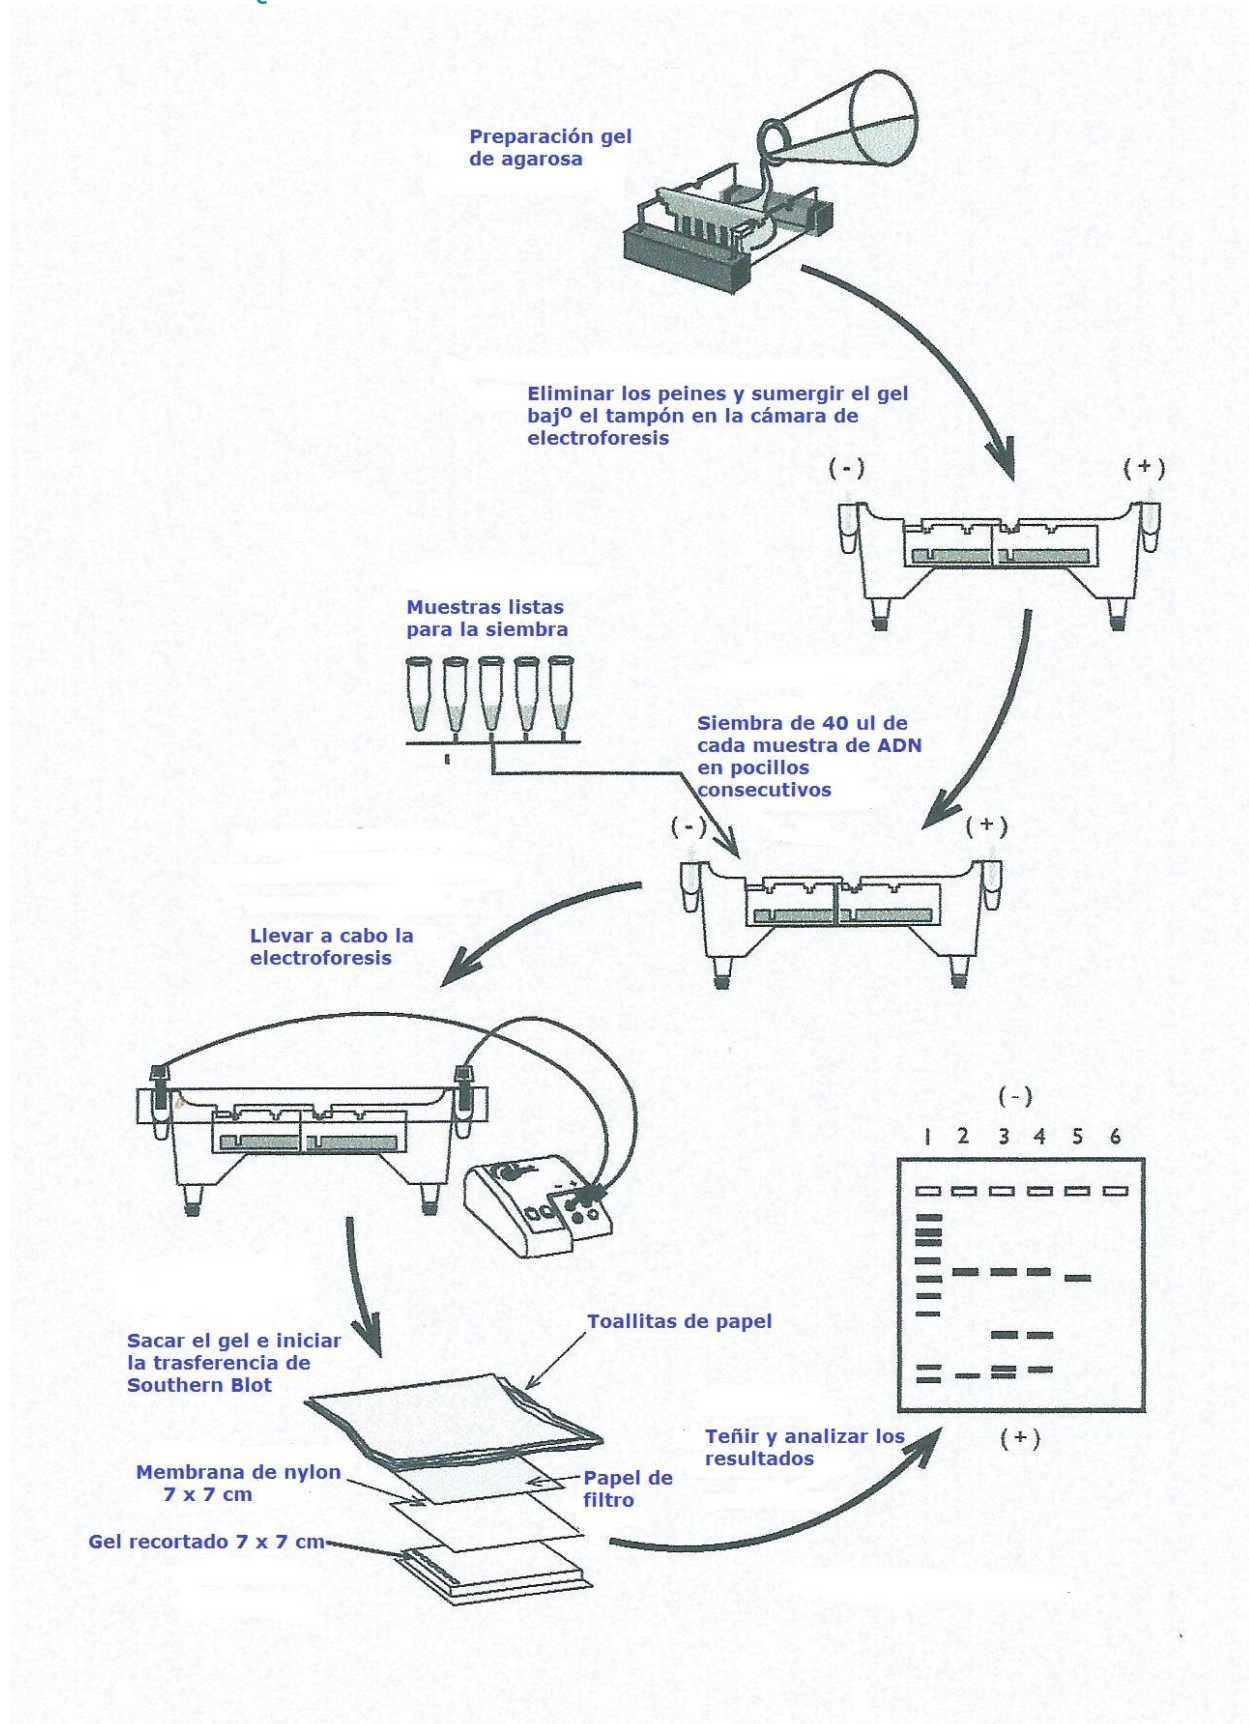 Preparación gel
de agarosa
Eliminar los peines y sumergir el gel
bajº el tampón en la cámara de
electroforesis
(-)
(+)
Muestras listas
para la siembra
Siembra de 40 ul de
cada muestra de ADN
en pocillos
consecutivos
(-)
(+)
Llevar a cabo la
electroforesis
- +
(-)
1 2 3 4 5 6
(+)
Sacar el gel e iniciar
la trasferencia de
Southern Blot
Toallitas de papel
Membrana de nylon
7 x 7 cm
Papel de
filtro
Gel recortado 7 x 7 cm
Teñir y analizar los
resultados